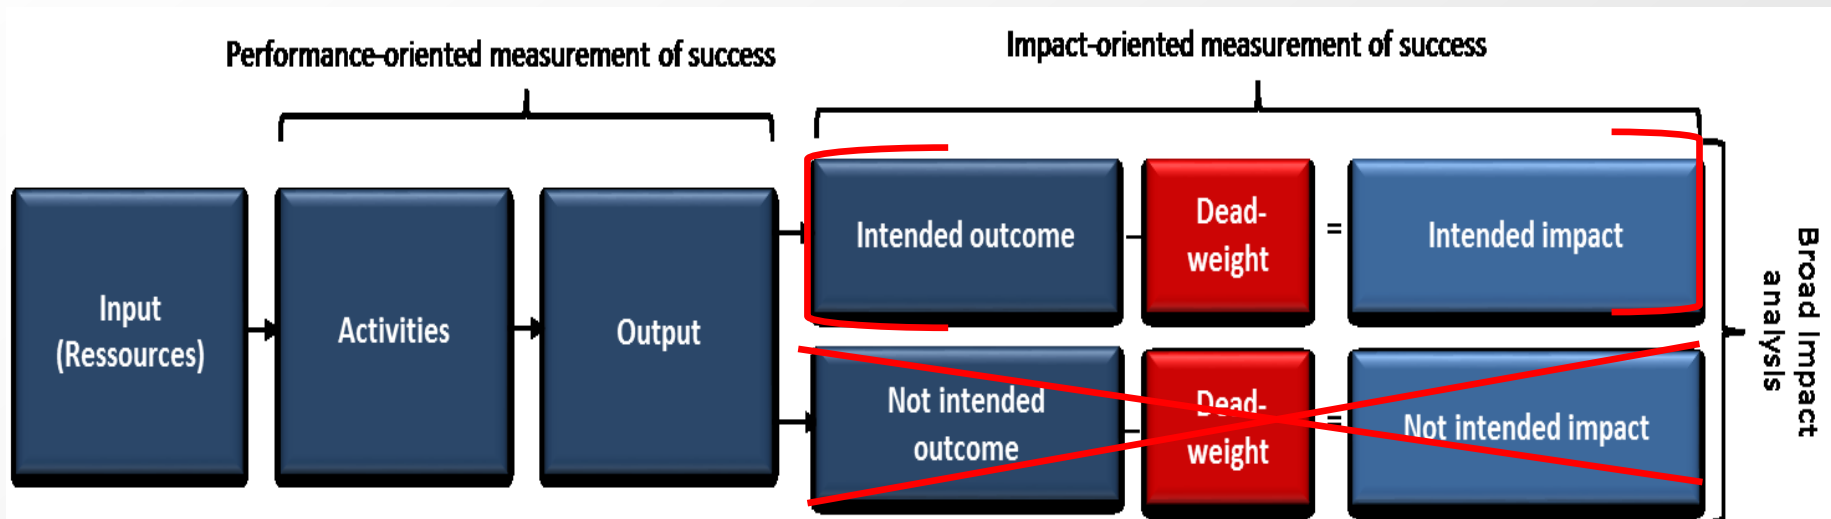 Performance-oriented measurement of success
Impact-oriented measurement of success
Input
(Ressources)
Activities
Output
Intended outcome
–
Dead-
weight
=
Intended impact
Not intended
outcome
–
Dead-
weight
=
Not intended impact
Broad Impact
analysis